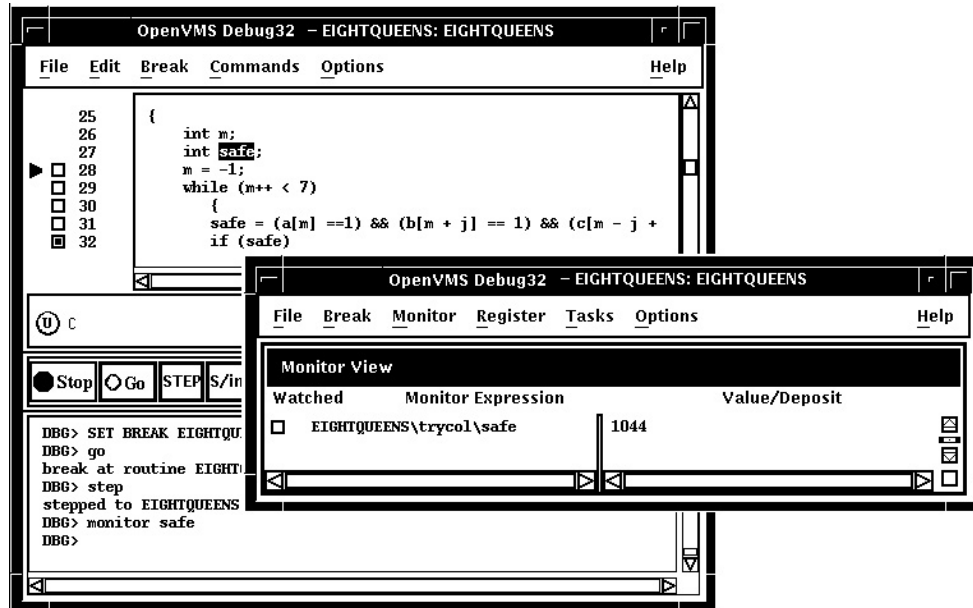 OpenVMS Debug32 – EIGHTQUEENS: EIGHTQUEENS
File Edit Break Commands Options Help
25 {
26 int m;
27 int safe;
28 m = -1;
29 while (m++ < 7)
30 {
31 safe = (a[m] ==1) && (b[m + j] == 1) && (c[m - j +
32 if (safe)
U C
Stop Go STEP S/in
DBG> SET BREAK EIGHTQU
DBG> go
break at routine EIGHT
DBG> step
stepped to EIGHTQUEENS
DBG> monitor safe
DBG>
OpenVMS Debug32 – EIGHTQUEENS: EIGHTQUEENS
File Break Monitor Register Tasks Options Help
Monitor View
Watched Monitor Expression Value/Deposit
EIGHTQUEENS\trycol\safe 1044